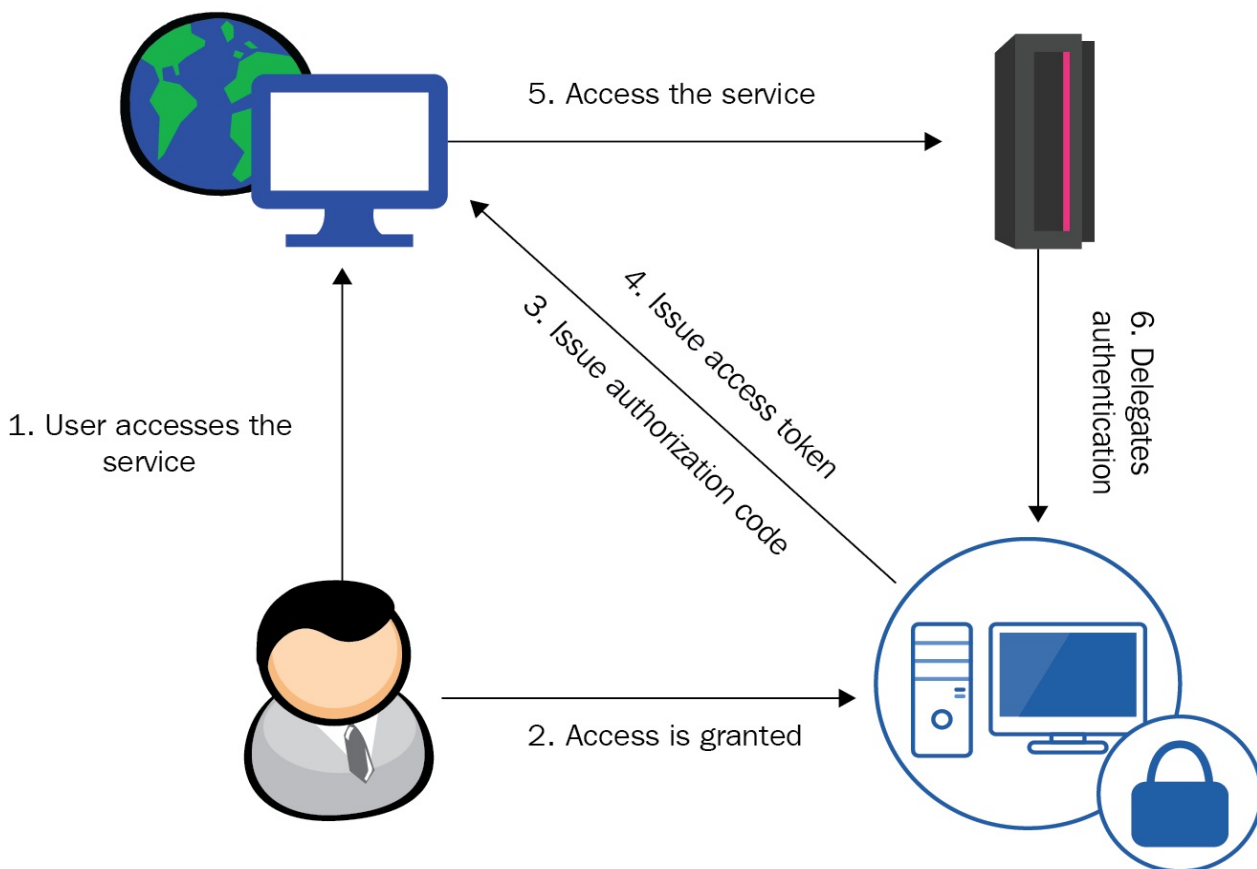 5. Access the service
4. Issue access token
3. Issue authorization code
6. Delegates
authentication
1. User accesses the
service
2. Access is granted